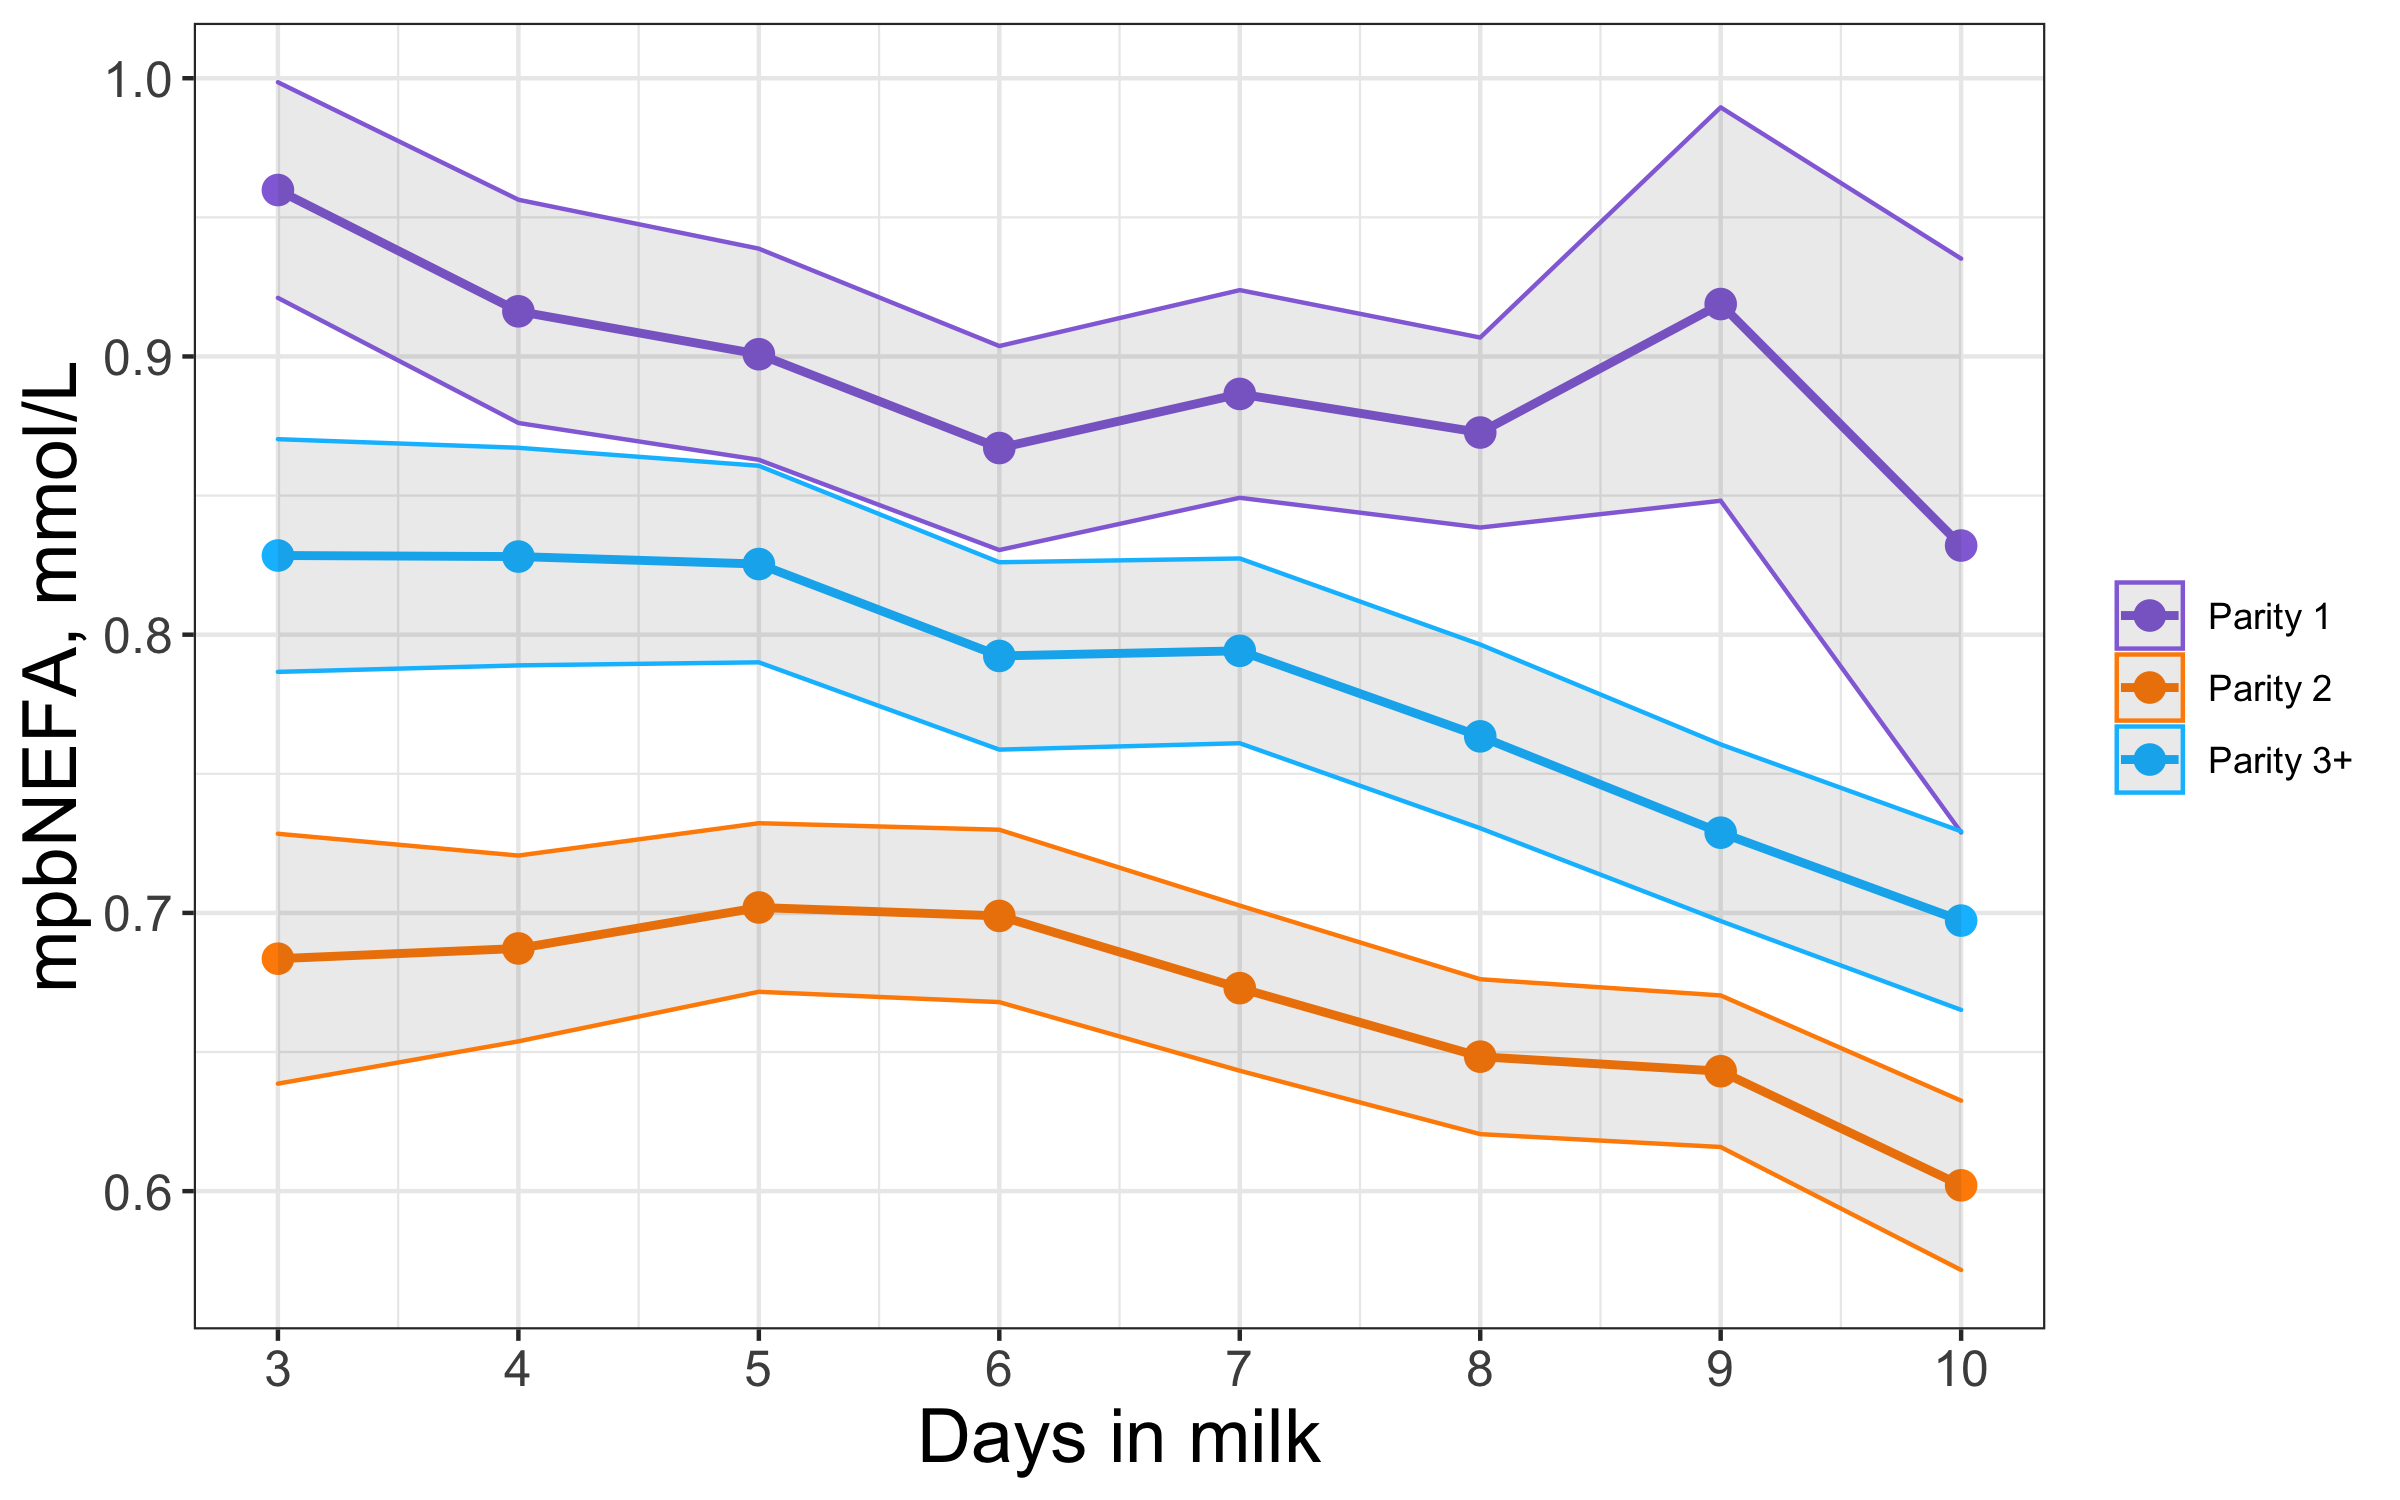 mpbNEFA, mmol/L
1.0
0.9
0.8
0.7
0.6
3 4 5 6 7 8 9 10
Days in milk
Parity 1
Parity 2
Parity 3+